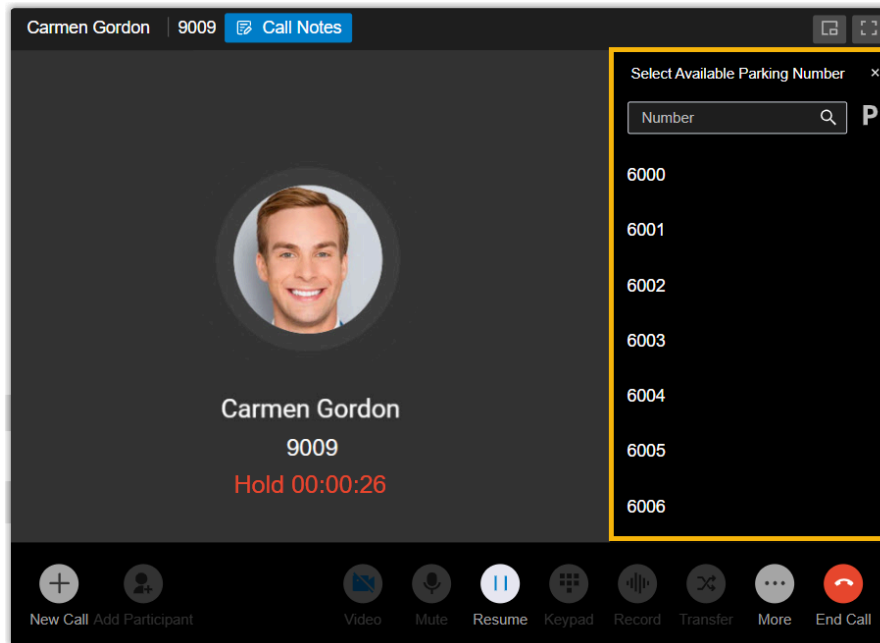 Carmen Gordon 9009 Call Notes
Select Available Parking Number ×
Number P
6000
6001
6002
6003
6004
6005
6006
Carmen Gordon
9009
Hold 00:00:26
New Call Add Participant Video Mute Resume Keypad Record Transfer More End Call